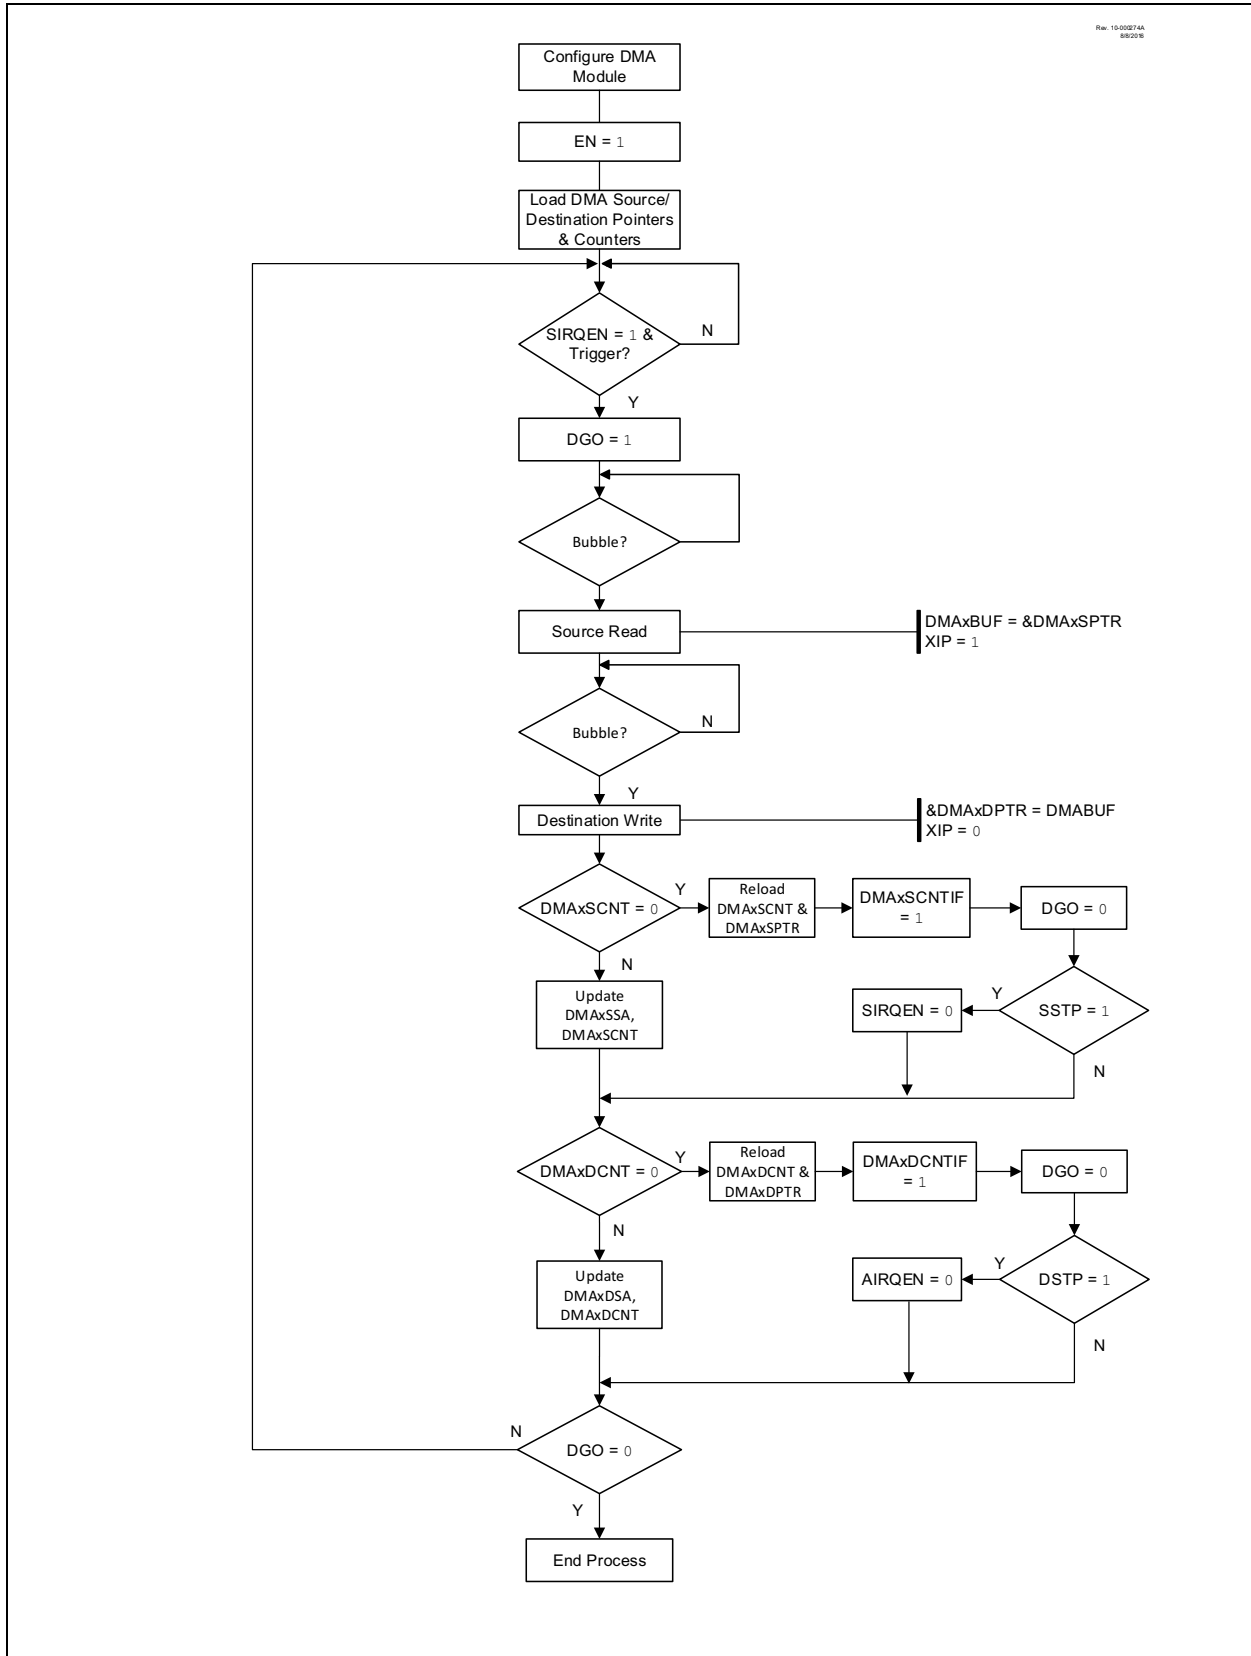 Rev. 10-000274A
8/8/2016
Configure DMA
Module
EN = 1
Load DMA Source/
Destination Pointers
& Counters
SIRQEN = 1 &
Trigger?
N
Y
DGO = 1
Bubble?
Source Read
DMAxBUF = &DMAxSPTR
XIP = 1
Bubble?
N
Y
Destination Write
&DMAxDPTR = DMABUF
XIP = 0
DMAxSCNT = 0
Y
Reload
DMAxSCNT &
DMAxSPTR
DMAxSCNTIF
= 1
DGO = 0
N
Update
DMAxSSA,
DMAxSCNT
SIRQEN = 0
Y
SSTP = 1
N
DMAxDCNT = 0
Y
Reload
DMAxDCNT &
DMAxDPTR
DMAxDCNTIF
= 1
DGO = 0
N
Update
DMAxDSA,
DMAxDCNT
AIRQEN = 0
Y
DSTP = 1
N
N
DGO = 0
Y
End Process